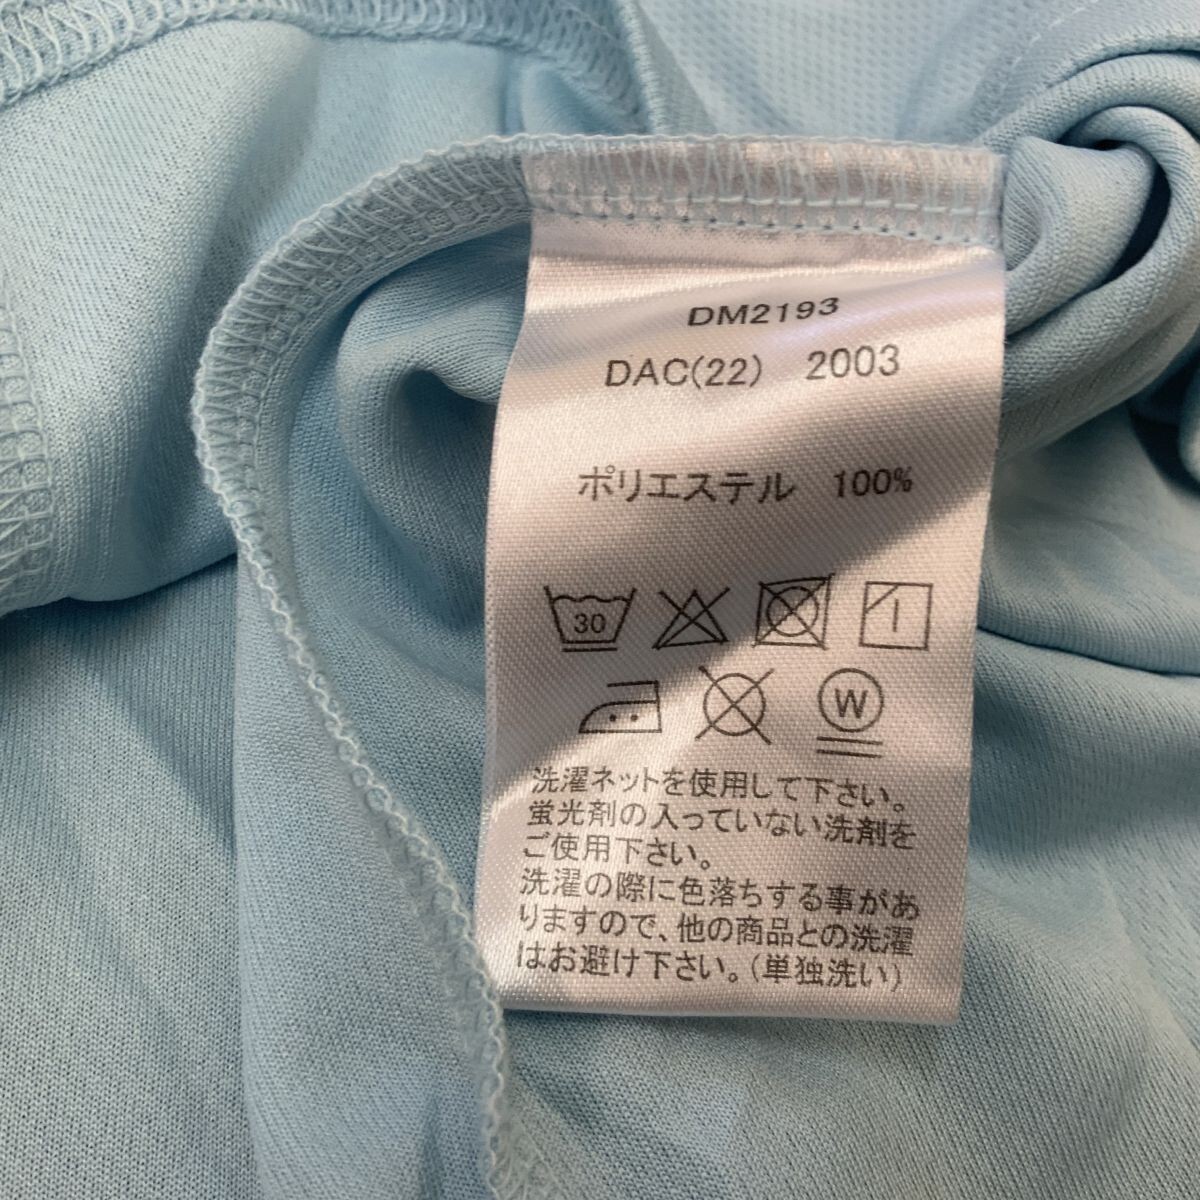 DM2193
DAC(22) 2003
ポリエステル 100%
30
W
洗濯ネットを使用して下さい。
蛍光剤の入っていない洗剤を
ご使用下さい。
洗濯の際に色落ちする事があ
りますので、他の商品との洗濯
はお避け下さい。(単独洗い)